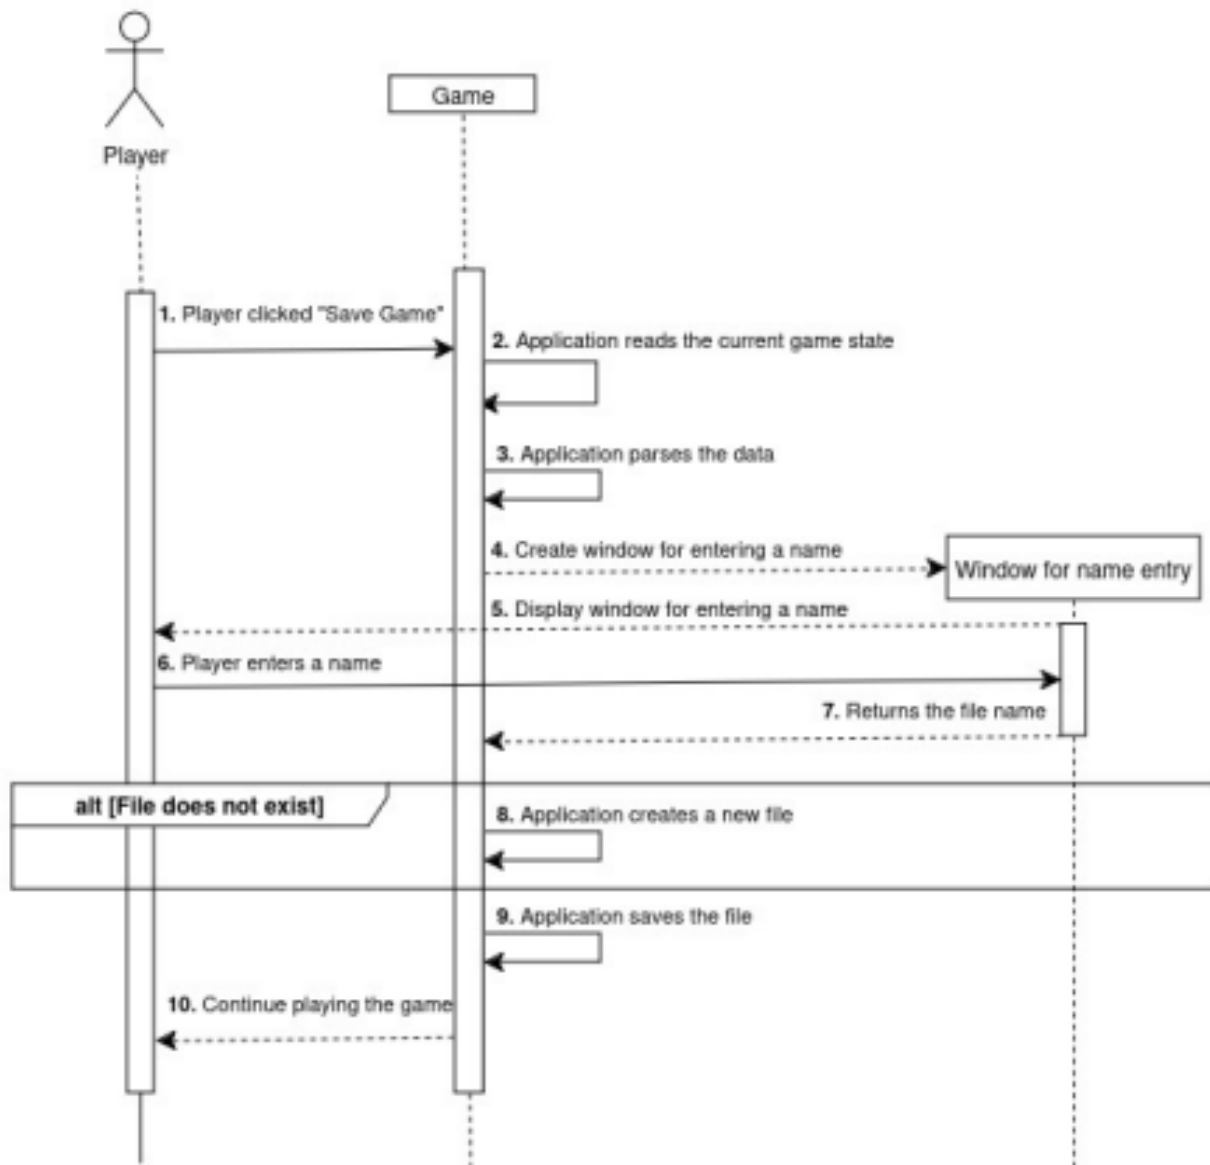 Game
Player
1. Player clicked "Save Game"
2. Application reads the current game state
3. Application parses the data
4. Create window for entering a name
Window for name entry
5. Display window for entering a name
6. Player enters a name
7. Returns the file name
alt [File does not exist]
8. Application creates a new file
9. Application saves the file
10. Continue playing the game